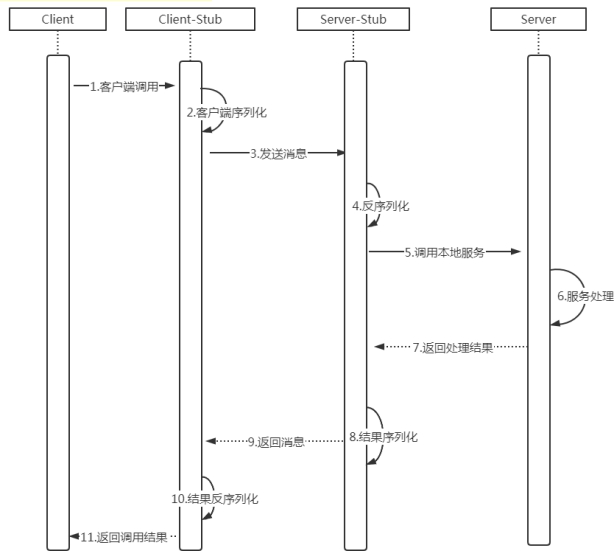 Client
Client-Stub
Server-Stub
Server
1.客户端调用
2.客户端序列化
3.发送消息
4.反序列化
5.调用本地服务
6.服务处理
7.返回处理结果
8.结果序列化
9.返回消息
10.结果反序列化
11.返回调用结果